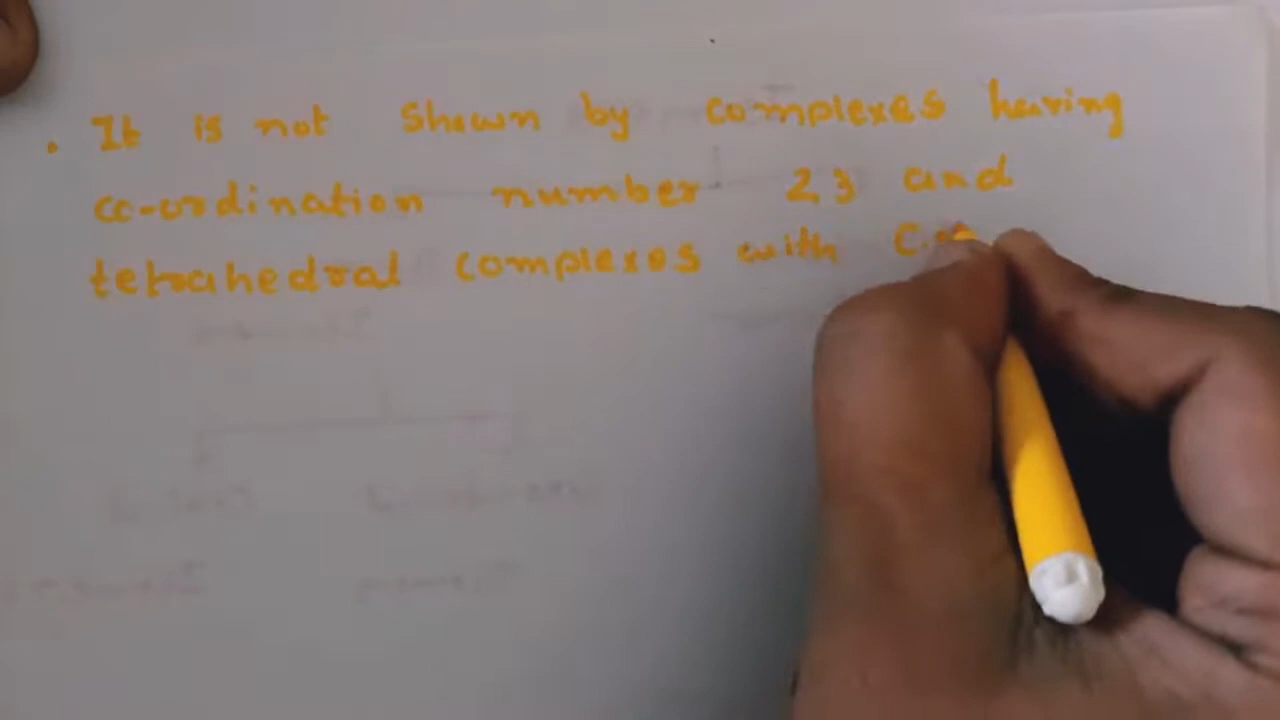 . It is not shown by complexes having
co-ordination number 2 3 and
tetrahedral complexes with C.